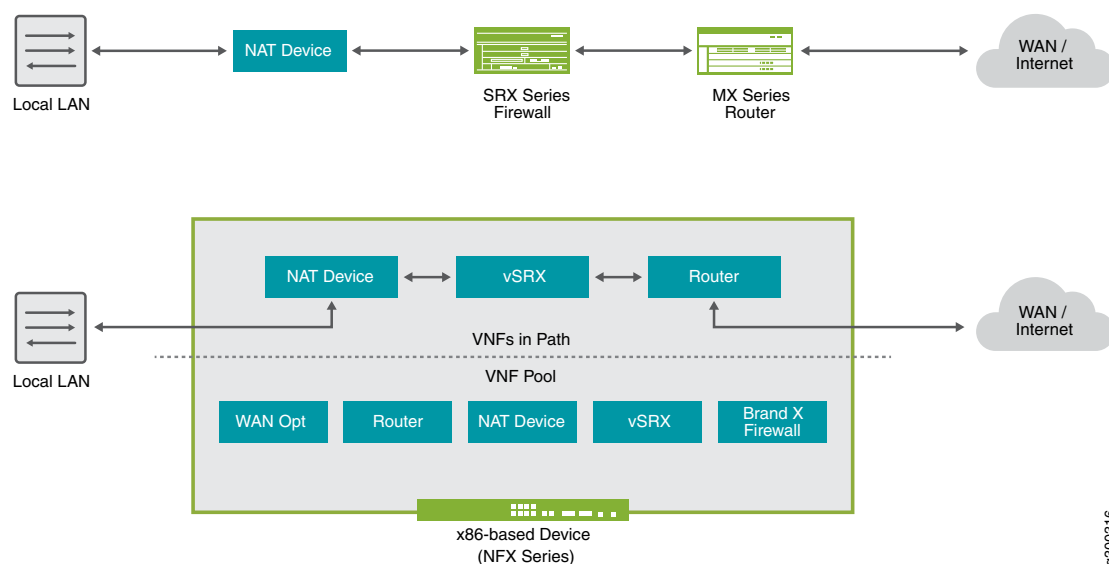 NAT Device
WAN /
Internet
Local LAN
SRX Series
Firewall
MX Series
Router
NAT Device
vSRX
Router
WAN /
Internet
VNFs in Path
Local LAN
VNF Pool
WAN Opt
Router
NAT Device
vSRX
Brand X
Firewall
x86-based Device
(NFX Series)